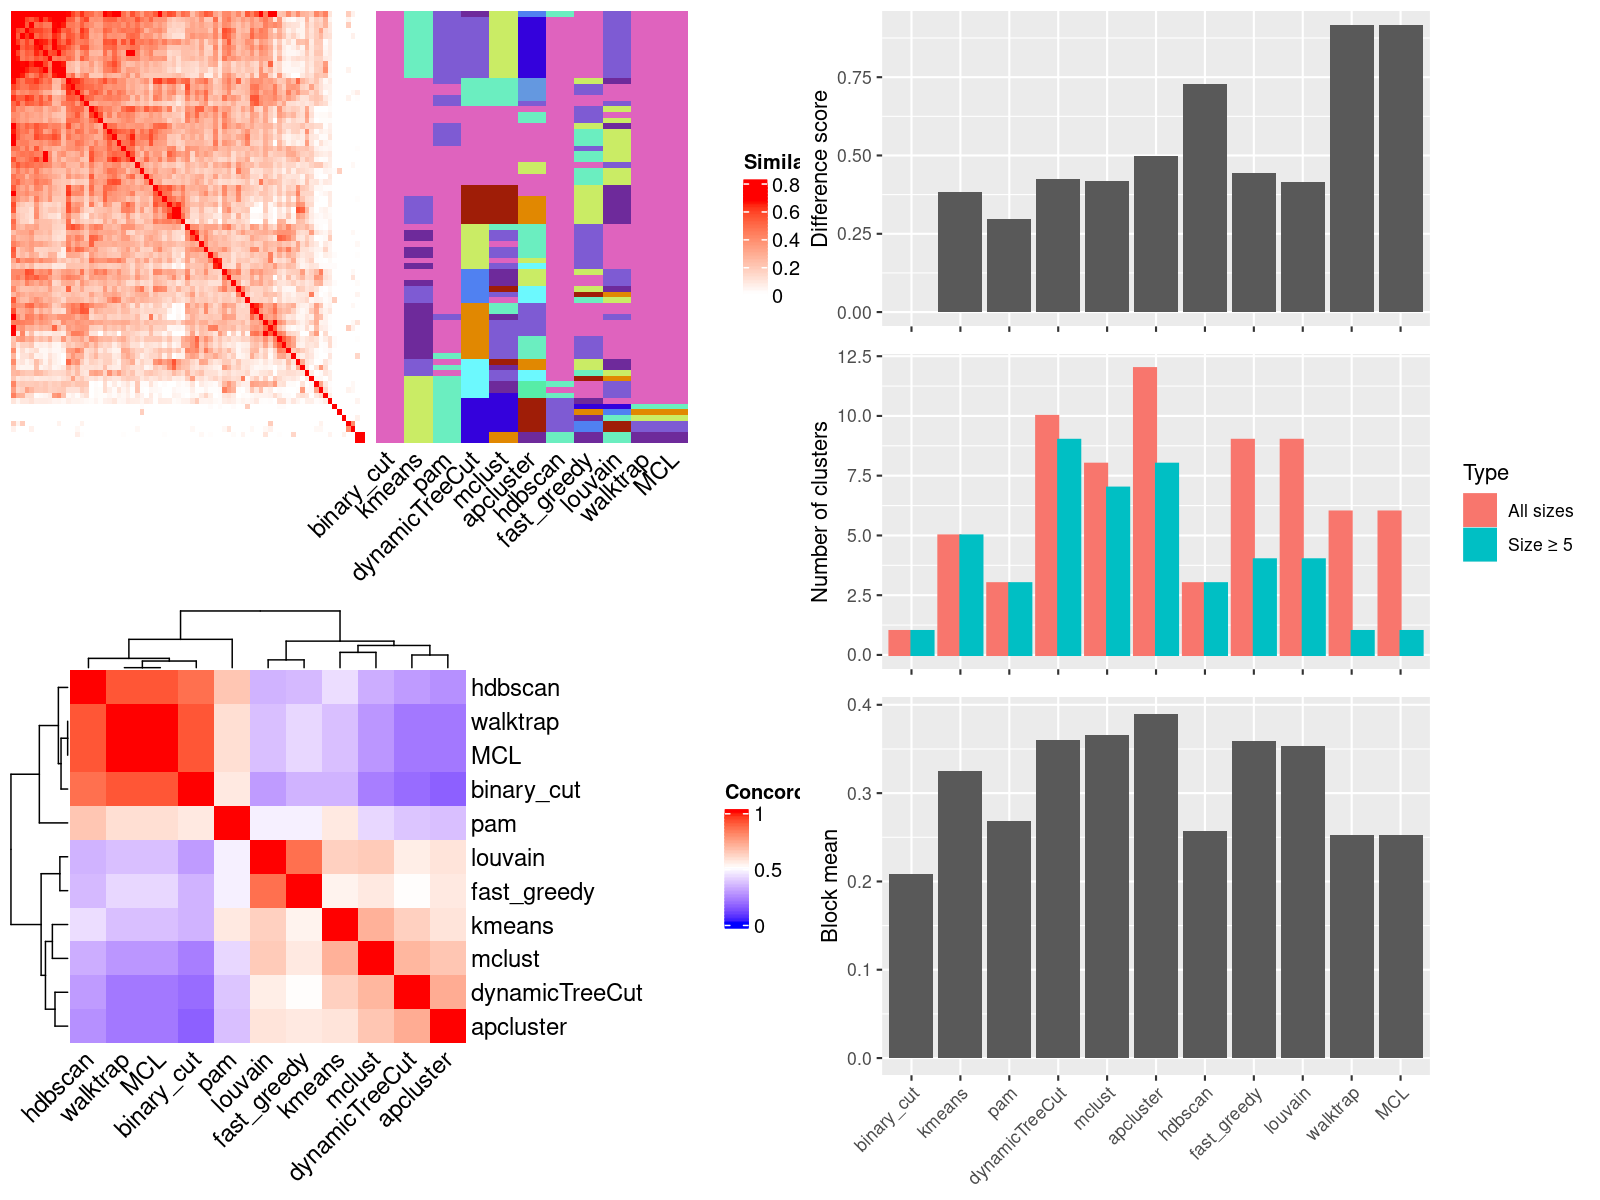 Simila
0.8
0.6
0.4
0.2
0
binary_cut
kmeans
pam
dynamicTreeCut
mclust
apcluster
hdbscan
fast_greedy
louvain
walktrap
MCL
hdbscan
walktrap
MCL
binary_cut
pam
louvain
fast_greedy
kmeans
mclust
dynamicTreeCut
apcluster
hdbscan
walktrap
MCL
binary_cut
pam
louvain
fast_greedy
kmeans
mclust
dynamicTreeCut
apcluster
Concord
1
0.5
0
Difference score
0.75
0.50
0.25
0.00
Number of clusters
12.5
10.0
7.5
5.0
2.5
0.0
Type
All sizes
Size ≥ 5
Block mean
0.4
0.3
0.2
0.1
0.0
binary_cut
kmeans
pam
dynamicTreeCut
mclust
apcluster
hdbscan
fast_greedy
louvain
walktrap
MCL